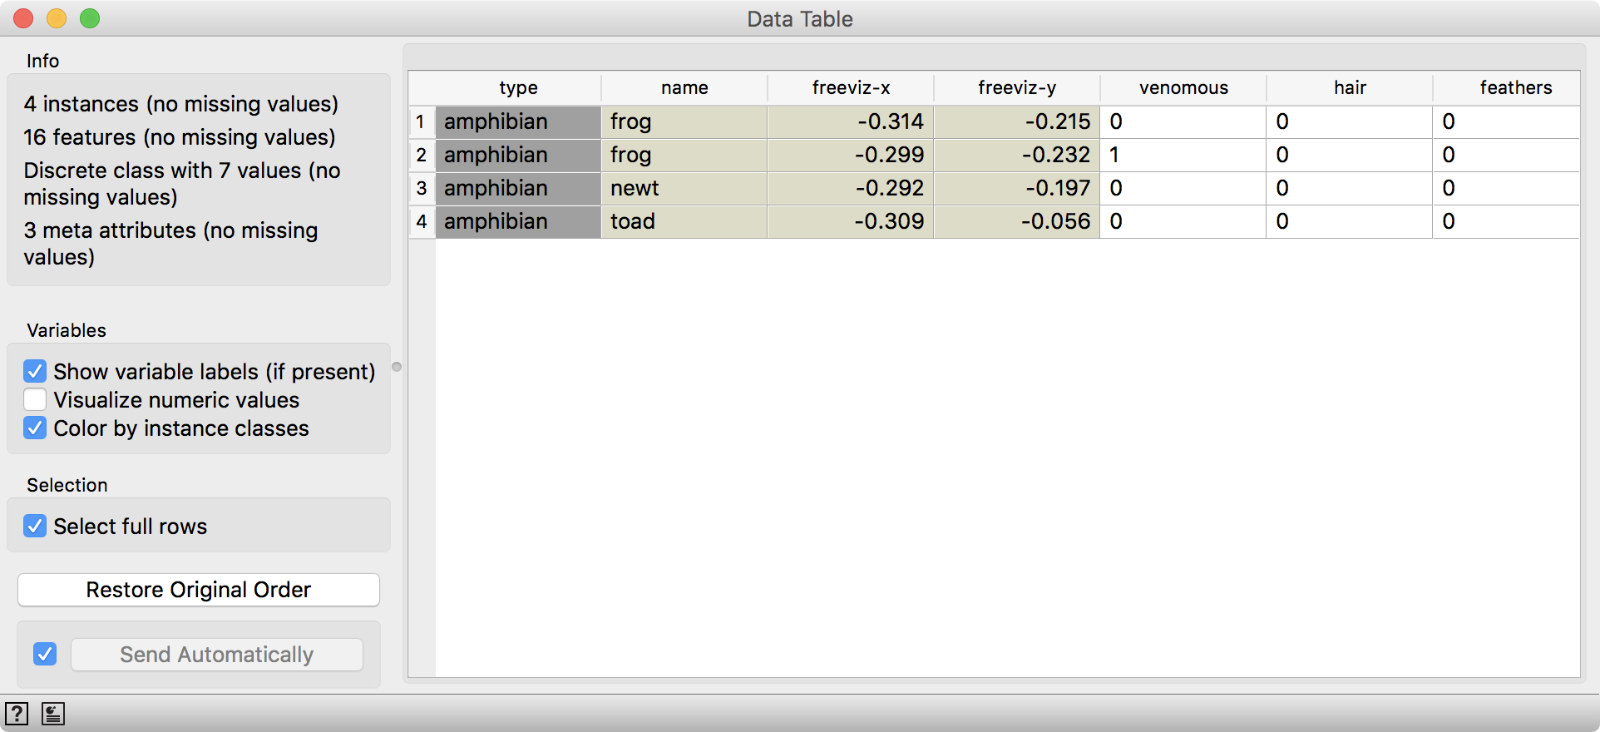 Data Table
Info
4 instances (no missing values)
16 features (no missing values)
Discrete class with 7 values (no
missing values)
3 meta attributes (no missing
values)
Variables
Show variable labels (if present)
Visualize numeric values
Color by instance classes
Selection
Select full rows
Restore Original Order
Send Automatically
type name freeviz-x freeviz-y venomous hair feathers
1 amphibian frog -0.314 -0.215 0 0 0
2 amphibian frog -0.299 -0.232 1 0 0
3 amphibian newt -0.292 -0.197 0 0 0
4 amphibian toad -0.309 -0.056 0 0 0
?